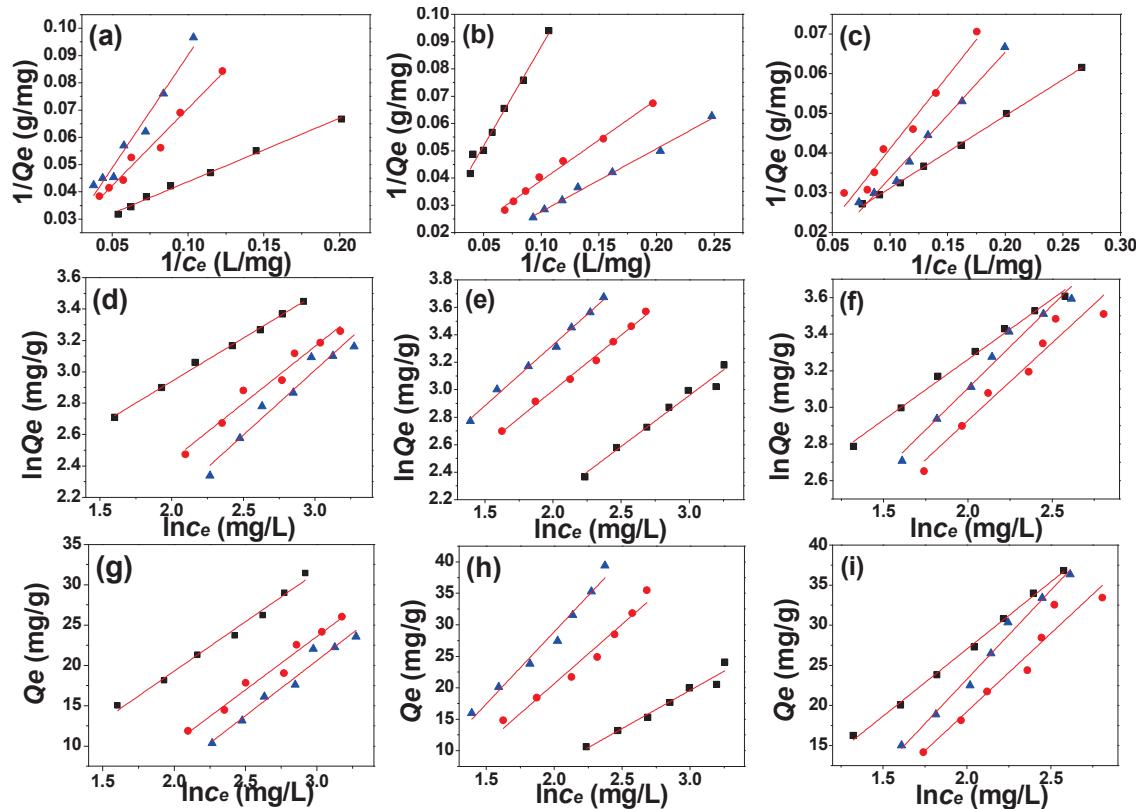 (a)
1/Qe (g/mg)
0.10
0.09
0.08
0.07
0.06
0.05
0.04
0.03
0.05 0.10 0.15 0.20
1/ce (L/mg)
(b)
1/Qe (g/mg)
0.10
0.09
0.08
0.07
0.06
0.05
0.04
0.03
0.02
0.05 0.10 0.15 0.20 0.25
1/ce (L/mg)
(c)
1/Qe (g/mg)
0.07
0.06
0.05
0.04
0.03
0.02
0.05 0.10 0.15 0.20 0.25 0.30
1/ce (L/mg)
(d)
lnQe (mg/g)
3.6
3.4
3.2
3.0
2.8
2.6
2.4
2.2
1.5 2.0 2.5 3.0
lnce (mg/L)
(e)
lnQe (mg/g)
3.8
3.6
3.4
3.2
3.0
2.8
2.6
2.4
2.2
1.5 2.0 2.5 3.0
lnce (mg/L)
(f)
lnQe (mg/g)
3.6
3.4
3.2
3.0
2.8
2.6
2.4
1.5 2.0 2.5
lnce (mg/L)
(g)
Qe (mg/g)
35
30
25
20
15
10
1.5 2.0 2.5 3.0
lnce (mg/L)
(h)
Qe (mg/g)
40
35
30
25
20
15
10
1.5 2.0 2.5 3.0
lnce (mg/L)
(i)
Qe (mg/g)
40
35
30
25
20
15
1.5 2.0 2.5
lnce (mg/L)